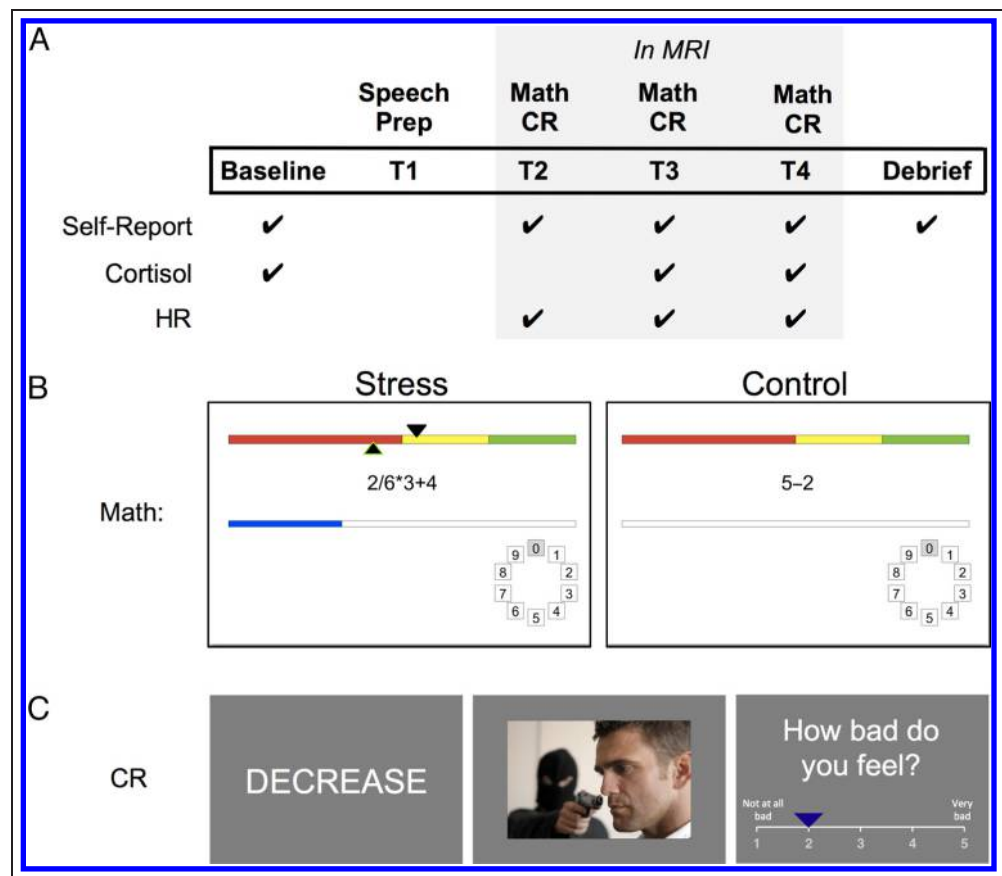 A
In MRI
Speech Prep
Math CR
Math CR
Math CR
Baseline T1 T2 T3 T4 Debrief
Self-Report ✔ ✔ ✔ ✔ ✔
Cortisol ✔ ✔ ✔
HR ✔ ✔ ✔
B
Stress Control
Math:
2/6*3+4
0
9 1
8 2
7 3
6 4
5
5–2
0
9 1
8 2
7 3
6 4
5
C
CR
DECREASE
How bad do
you feel?
Not at all
bad
Very
bad
1 2 3 4 5